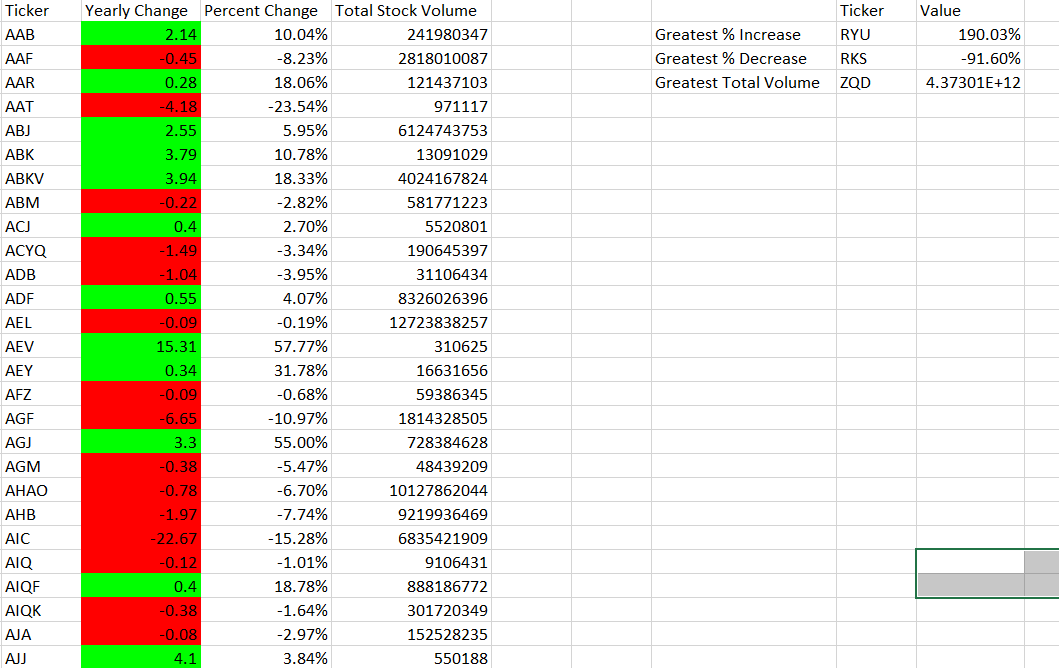 Ticker Yearly Change Percent Change Total Stock Volume Ticker Value
AAB 2.14 10.04% 241980347 Greatest % Increase RYU 190.03%
AAF -0.45 -8.23% 2818010087 Greatest % Decrease RKS -91.60%
AAR 0.28 18.06% 121437103 Greatest Total Volume ZQD 4.37301E+12
AAT -4.18 -23.54% 971117
ABJ 2.55 5.95% 6124743753
ABK 3.79 10.78% 13091029
ABKV 3.94 18.33% 4024167824
ABM -0.22 -2.82% 581771223
ACJ 0.4 2.70% 5520801
ACYQ -1.49 -3.34% 190645397
ADB -1.04 -3.95% 31106434
ADF 0.55 4.07% 8326026396
AEL -0.09 -0.19% 12723838257
AEV 15.31 57.77% 310625
AEY 0.34 31.78% 16631656
AFZ -0.09 -0.68% 59386345
AGF -6.65 -10.97% 1814328505
AGJ 3.3 55.00% 728384628
AGM -0.38 -5.47% 48439209
AHAO -0.78 -6.70% 10127862044
AHB -1.97 -7.74% 9219936469
AIC -22.67 -15.28% 6835421909
AIQ -0.12 -1.01% 9106431
AIQF 0.4 18.78% 888186772
AIQK -0.38 -1.64% 301720349
AJA -0.08 -2.97% 152528235
AJJ 4.1 3.84% 550188